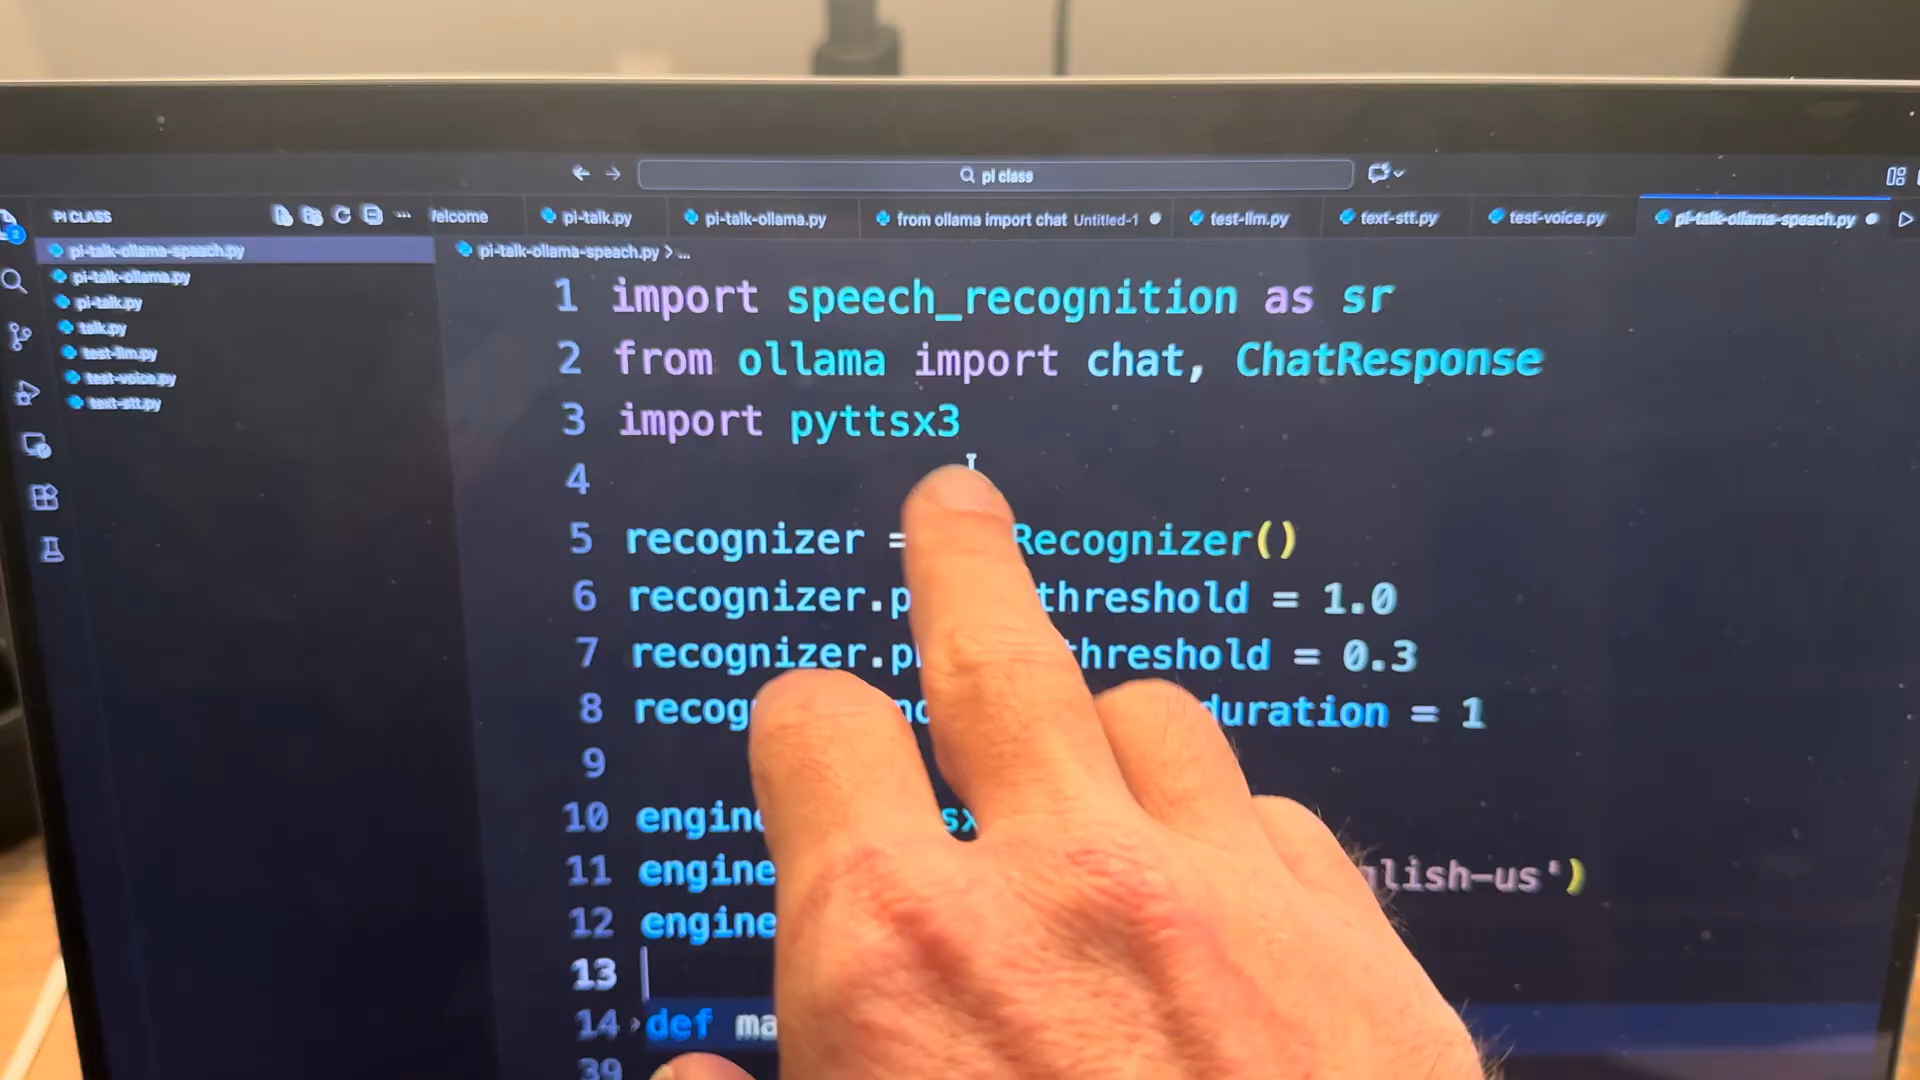 pi class
PI CLASS
Welcome
pi-talk.py
pi-talk-ollama.py
from ollama import chat Untitled-1
test-llm.py
text-stt.py
test-voice.py
pi-talk-ollama-speach.py
pi-talk-ollama-speach.py
pi-talk-ollama.py
pi-talk.py
talk.py
test-llm.py
test-voice.py
text-stt.py
pi-talk-ollama-speach.py > ...
1 import speech_recognition as sr
2 from ollama import chat, ChatResponse
3 import pyttsx3
4
5 recognizer = Recognizer()
6 recognizer.p threshold = 1.0
7 recognizer.p threshold = 0.3
8 recog duration = 1
9
10 engine sx
11 engine glish-us')
12 engine
13
14 def ma
39